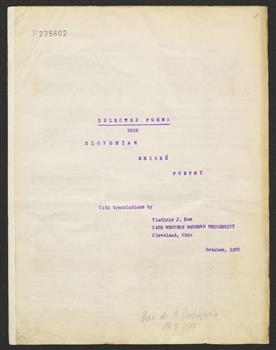 235602
SELECTED POEMS
FROM
SLOVENIAN
EMIGRÉ
POETRY
With translations by
Vladimir J. Rus
CASE WESTERN RESERVE UNIVERSITY
Cleveland, Ohio
October, 1970